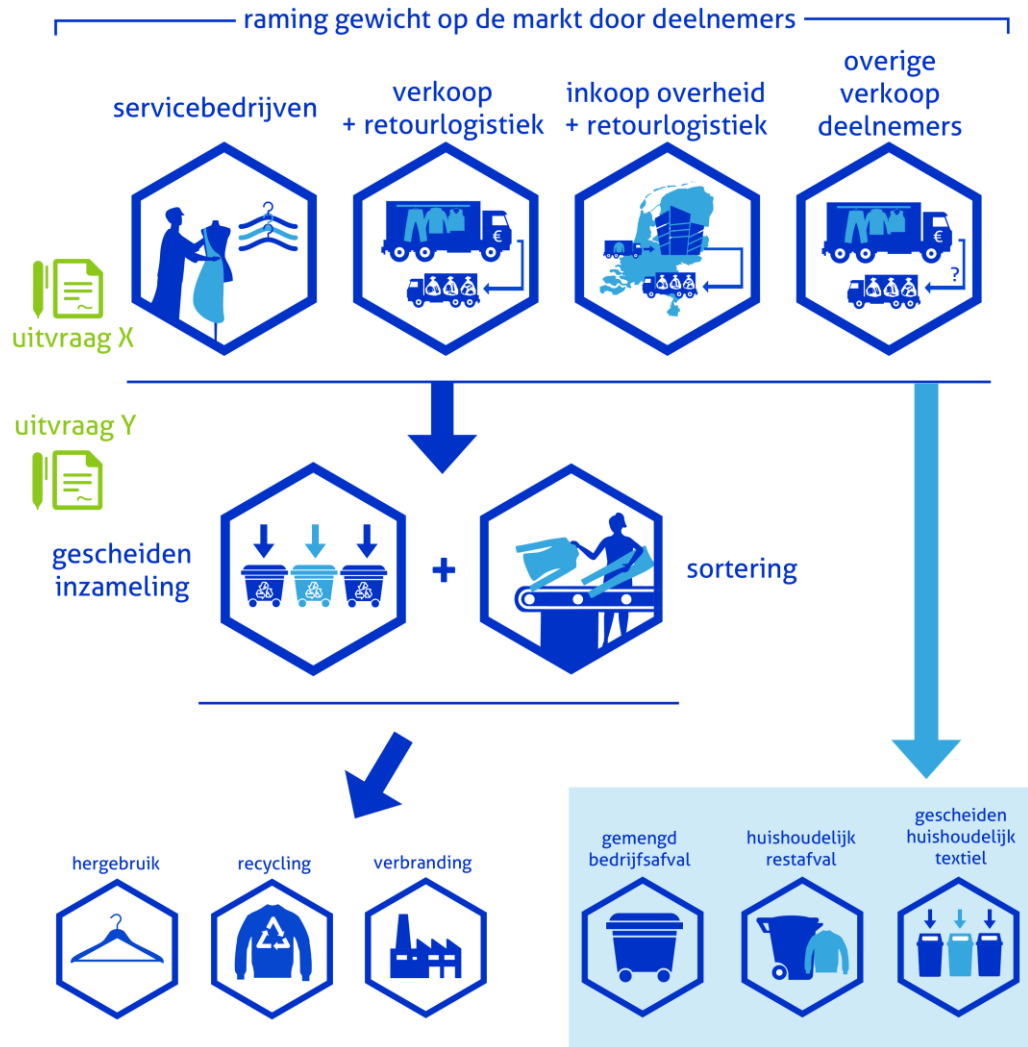 raming gewicht op de markt door deelnemers
servicebedrijven
verkoop
+ retourlogistiek
inkoop overheid
+ retourlogistiek
overige
verkoop
deelnemers
€
€
?
uitvraag X
uitvraag Y
gescheiden
inzameling
+
sortering
hergebruik
recycling
verbranding
gemengd
bedrijfsafval
huishoudelijk
restafval
gescheiden
huishoudelijk
textiel